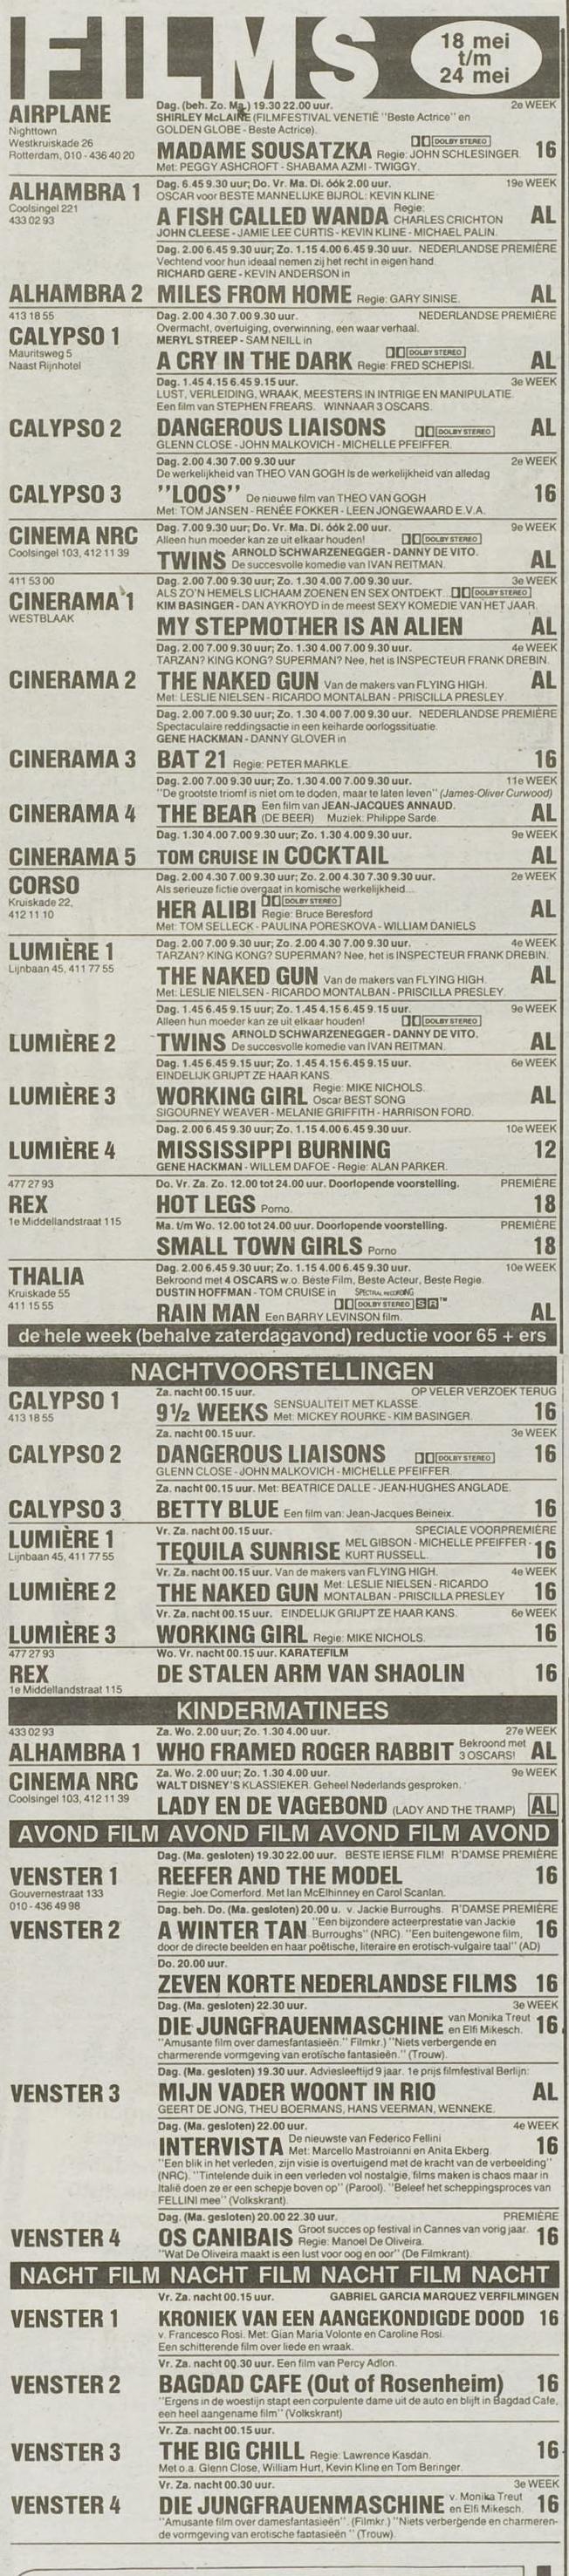 FILMS
18 mei
t/m
24 mei
AIRPLANE
Nighttown
Westkruiskade 26
Rotterdam, 010 - 436 40 20
Dag. (beh. Zo. Ma.) 19.30 22.00 uur. 2e WEEK
SHIRLEY McLAINE (FILMFESTIVAL VENETIË "Beste Actrice" en
GOLDEN GLOBE - Beste Actrice).
DOLBY STEREO
MADAME SOUSATZKA Regie: JOHN SCHLESINGER 16
Met: PEGGY ASHCROFT - SHABAMA AZMI - TWIGGY.
ALHAMBRA 1
Coolsingel 221
433 02 93
Dag. 6.45 9.30 uur; Do. Vr. Ma. Di. óók 2.00 uur. 19e WEEK
OSCAR voor BESTE MANNELIJKE BIJROL: KEVIN KLINE
A FISH CALLED WANDA Regie: CHARLES CRICHTON AL
JOHN CLEESE - JAMIE LEE CURTIS - KEVIN KLINE - MICHAEL PALIN.
Dag. 2.00 6.45 9.30 uur; Zo. 1.15 4.00 6.45 9.30 uur. NEDERLANDSE PREMIÈRE
Vechtend voor hun ideaal nemen zij het recht in eigen hand.
RICHARD GERE - KEVIN ANDERSON in
ALHAMBRA 2 MILES FROM HOME Regie: GARY SINISE. AL
413 18 55
CALYPSO 1
Mauritsweg 5
Naast Rijnhotel
Dag. 2.00 4.30 7.00 9.30 uur. NEDERLANDSE PREMIÈRE
Overmacht, overtuiging, overwinning, een waar verhaal.
MERYL STREEP - SAM NEILL in
DOLBY STEREO
A CRY IN THE DARK Regie: FRED SCHEPISI. AL
Dag. 1.45 4.15 6.45 9.15 uur. 3e WEEK
LUST, VERLEIDING, WRAAK, MEESTERS IN INTRIGE EN MANIPULATIE.
Een film van STEPHEN FREARS. WINNAAR 3 OSCARS.
CALYPSO 2 DANGEROUS LIAISONS DOLBY STEREO AL
GLENN CLOSE - JOHN MALKOVICH - MICHELLE PFEIFFER.
Dag. 2.00 4.30 7.00 9.30 uur 2e WEEK
De werkelijkheid van THEO VAN GOGH is de werkelijkheid van alledag
CALYPSO 3 "LOOS" De nieuwe film van THEO VAN GOGH 16
Met: TOM JANSEN - RENÉE FOKKER - LEEN JONGEWAARD E.V.A.
CINEMA NRC
Coolsingel 103, 412 11 39
Dag. 7.00 9.30 uur; Do. Vr. Ma. Di. óók 2.00 uur. 9e WEEK
Alleen hun moeder kan ze uit elkaar houden! DOLBY STEREO
TWINS ARNOLD SCHWARZENEGGER - DANNY DE VITO. AL
De succesvolle komedie van IVAN REITMAN.
411 53 00
CINERAMA 1
WESTBLAAK
Dag. 2.00 7.00 9.30 uur; Zo. 1.30 4.00 7.00 9.30 uur. 3e WEEK
ALS ZO'N HEMELS LICHAAM ZOENEN EN SEX ONTDEKT... DOLBY STEREO
KIM BASINGER - DAN AYKROYD in de meest SEXY KOMEDIE VAN HET JAAR.
MY STEPMOTHER IS AN ALIEN AL
Dag. 2.00 7.00 9.30 uur; Zo. 1.30 4.00 7.00 9.30 uur. 4e WEEK
TARZAN? KING KONG? SUPERMAN? Nee, het is INSPECTEUR FRANK DREBIN.
CINERAMA 2 THE NAKED GUN Van de makers van FLYING HIGH. AL
Met: LESLIE NIELSEN - RICARDO MONTALBAN - PRISCILLA PRESLEY.
Dag. 2.00 7.00 9.30 uur; Zo. 1.30 4.00 7.00 9.30 uur. NEDERLANDSE PREMIÈRE
Spectaculaire reddingsactie in een keiharde oorlogssituatie.
GENE HACKMAN - DANNY GLOVER in
CINERAMA 3 BAT 21 Regie: PETER MARKLE. 16
Dag. 2.00 7.00 9.30 uur; Zo. 1.30 4.00 7.00 9.30 uur. 11e WEEK
"De grootste triomf is niet om te doden, maar te laten leven" (James-Oliver Curwood)
CINERAMA 4 THE BEAR Een film van JEAN-JACQUES ANNAUD. AL
(DE BEER) Muziek: Philippe Sarde.
Dag. 1.30 4.00 7.00 9.30 uur; Zo. 1.30 4.00 9.30 uur. 9e WEEK
CINERAMA 5 TOM CRUISE IN COCKTAIL AL
CORSO
Kruiskade 22,
412 11 10
Dag. 2.00 4.30 7.00 9.30 uur; Zo. 2.00 4.30 7.30 9.30 uur. 2e WEEK
Als serieuze fictie overgaat in komische werkelijkheid...
DOLBY STEREO
HER ALIBI Regie: Bruce Beresford AL
Met: TOM SELLECK - PAULINA PORESKOVA - WILLIAM DANIELS
LUMIÈRE 1
Lijnbaan 45, 411 77 55
Dag. 2.00 7.00 9.30 uur; Zo. 2.00 4.30 7.00 9.30 uur. 4e WEEK
TARZAN? KING KONG? SUPERMAN? Nee, het is INSPECTEUR FRANK DREBIN.
THE NAKED GUN Van de makers van FLYING HIGH. AL
Met: LESLIE NIELSEN - RICARDO MONTALBAN - PRISCILLA PRESLEY.
Dag. 1.45 6.45 9.15 uur; Zo. 1.45 4.15 6.45 9.15 uur. 9e WEEK
Alleen hun moeder kan ze uit elkaar houden! DOLBY STEREO
LUMIÈRE 2 TWINS ARNOLD SCHWARZENEGGER - DANNY DE VITO. AL
De succesvolle komedie van IVAN REITMAN.
Dag. 1.45 6.45 9.15 uur; Zo. 1.45 4.15 6.45 9.15 uur. 6e WEEK
EINDELIJK GRIJPT ZE HAAR KANS.
LUMIÈRE 3 WORKING GIRL Regie: MIKE NICHOLS. AL
Oscar BEST SONG
SIGOURNEY WEAVER - MELANIE GRIFFITH - HARRISON FORD.
Dag. 2.00 6.45 9.30 uur; Zo. 1.15 4.00 6.45 9.30 uur. 10e WEEK
LUMIÈRE 4 MISSISSIPPI BURNING 12
GENE HACKMAN - WILLEM DAFOE - Regie: ALAN PARKER.
477 27 93
REX
1e Middellandstraat 115
Do. Vr. Za. Zo. 12.00 tot 24.00 uur. Doorlopende voorstelling. PREMIÈRE
HOT LEGS Porno. 18
Ma. t/m Wo. 12.00 tot 24.00 uur. Doorlopende voorstelling. PREMIÈRE
SMALL TOWN GIRLS Porno 18
THALIA
Kruiskade 55
411 15 55
Dag. 2.00 6.45 9.30 uur; Zo. 1.15 4.00 6.45 9.30 uur. 10e WEEK
Bekroond met 4 OSCARS w.o. Beste Film, Beste Acteur, Beste Regie.
DUSTIN HOFFMAN - TOM CRUISE in SPECTRAL RECORDING
DOLBY STEREO SR™
RAIN MAN Een BARRY LEVINSON film. AL
de hele week (behalve zaterdagavond) reductie voor 65 + ers
NACHTVOORSTELLINGEN
CALYPSO 1
413 18 55
Za. nacht 00.15 uur. OP VELER VERZOEK TERUG
9½ WEEKS SENSUALITEIT MET KLASSE. 16
Met: MICKEY ROURKE - KIM BASINGER.
Za. nacht 00.15 uur. 3e WEEK
CALYPSO 2 DANGEROUS LIAISONS DOLBY STEREO 16
GLENN CLOSE - JOHN MALKOVICH - MICHELLE PFEIFFER.
Za. nacht 00.15 uur. Met: BEATRICE DALLE - JEAN-HUGHES ANGLADE.
CALYPSO 3 BETTY BLUE Een film van: Jean-Jacques Beineix. 16
LUMIÈRE 1
Lijnbaan 45, 411 77 55
Vr. Za. nacht 00.15 uur. SPECIALE VOORPREMIÈRE
TEQUILA SUNRISE MEL GIBSON - MICHELLE PFEIFFER - KURT RUSSELL. 16
Vr. Za. nacht 00.15 uur. Van de makers van FLYING HIGH. 4e WEEK
LUMIÈRE 2 THE NAKED GUN Met: LESLIE NIELSEN - RICARDO MONTALBAN - PRISCILLA PRESLEY 16
Vr. Za. nacht 00.15 uur. EINDELIJK GRIJPT ZE HAAR KANS. 6e WEEK
LUMIÈRE 3 WORKING GIRL Regie: MIKE NICHOLS. 16
477 27 93
REX
1e Middellandstraat 115
Wo. Vr. nacht 00.15 uur. KARATEFILM
DE STALEN ARM VAN SHAOLIN 16
KINDERMATINEES
433 02 93
Za. Wo. 2.00 uur; Zo. 1.30 4.00 uur. 27e WEEK
ALHAMBRA 1 WHO FRAMED ROGER RABBIT Bekroond met 3 OSCARS! AL
CINEMA NRC
Coolsingel 103, 412 11 39
Za. Wo. 2.00 uur; Zo. 1.30 4.00 uur. 9e WEEK
WALT DISNEY'S KLASSIEKER. Geheel Nederlands gesproken.
LADY EN DE VAGEBOND (LADY AND THE TRAMP) AL
AVOND FILM AVOND FILM AVOND FILM AVOND
Dag. (Ma. gesloten) 19.30 22.00 uur. BESTE IERSE FILM! R'DAMSE PREMIÈRE
VENSTER 1
Gouvernestraat 133
010 - 436 49 98
REEFER AND THE MODEL 16
Regie: Joe Comerford. Met Ian McElhinney en Carol Scanlan.
Dag. beh. Do. (Ma. gesloten) 20.00 u. v. Jackie Burroughs. R'DAMSE PREMIÈRE
VENSTER 2 A WINTER TAN "Een bijzondere acteerprestatie van Jackie 16
Burroughs" (NRC). "Een buitengewone film,
door de directe beelden en haar poëtische, literaire en erotisch-vulgaire taal" (AD)
Do. 20.00 uur.
ZEVEN KORTE NEDERLANDSE FILMS 16
Dag. (Ma. gesloten) 22.30 uur. 3e WEEK
DIE JUNGFRAUENMASCHINE van Monika Treut en Elfi Mikesch. 16
"Amusante film over damesfantasieën." Filmkr.) "Niets verbergende en
charmerende vormgeving van erotische fantasieën." (Trouw).
Dag. (Ma. gesloten) 19.30 uur. Adviesleeftijd 9 jaar. 1e prijs filmfestival Berlijn:
VENSTER 3 MIJN VADER WOONT IN RIO AL
GEERT DE JONG, THEU BOERMANS, HANS VEERMAN, WENNEKE.
Dag. (Ma. gesloten) 22.00 uur. 4e WEEK
INTERVISTA De nieuwste van Federico Fellini 16
Met: Marcello Mastroianni en Anita Ekberg.
"Een blik in het verleden, zijn visie is overtuigend met de kracht van de verbeelding"
(NRC). "Tintelende duik in een verleden vol nostalgie, films maken is chaos maar in
Italië doen ze er een schepje boven op" (Parool). "Beleef het scheppingsproces van
FELLINI mee" (Volkskrant).
Dag. (Ma. gesloten) 20.00 22.30 uur. PREMIÈRE
VENSTER 4 OS CANIBAIS Groot succes op festival in Cannes van vorig jaar. 16
Regie: Manoel De Oliveira.
"Wat De Oliveira maakt is een lust voor oog en oor" (De Filmkrant).
NACHT FILM NACHT FILM NACHT FILM NACHT
Vr. Za. nacht 00.15 uur. GABRIEL GARCIA MARQUEZ VERFILMINGEN
VENSTER 1 KRONIEK VAN EEN AANGEKONDIGDE DOOD 16
v. Francesco Rosi. Met: Gian Maria Volonte en Caroline Rosi.
Een schitterende film over liede en wraak.
Vr. Za. nacht 00.30 uur. Een film van Percy Adlon.
VENSTER 2 BAGDAD CAFE (Out of Rosenheim) 16
"Ergens in de woestijn stapt een corpulente dame uit de auto en blijft in Bagdad Cafe,
een heel aangename film" (Volkskrant)
Vr. Za. nacht 00.15 uur.
VENSTER 3 THE BIG CHILL Regie: Lawrence Kasdan. 16
Met o.a. Glenn Close, William Hurt, Kevin Kline en Tom Beringer.
Vr. Za. nacht 00.30 uur. 3e WEEK
VENSTER 4 DIE JUNGFRAUENMASCHINE v. Monika Treut en Elfi Mikesch. 16
"Amusante film over damesfantasieën". (Filmkr.) "Niets verbergende en charmeren-
de vormgeving van erotische fantasieën " (Trouw).